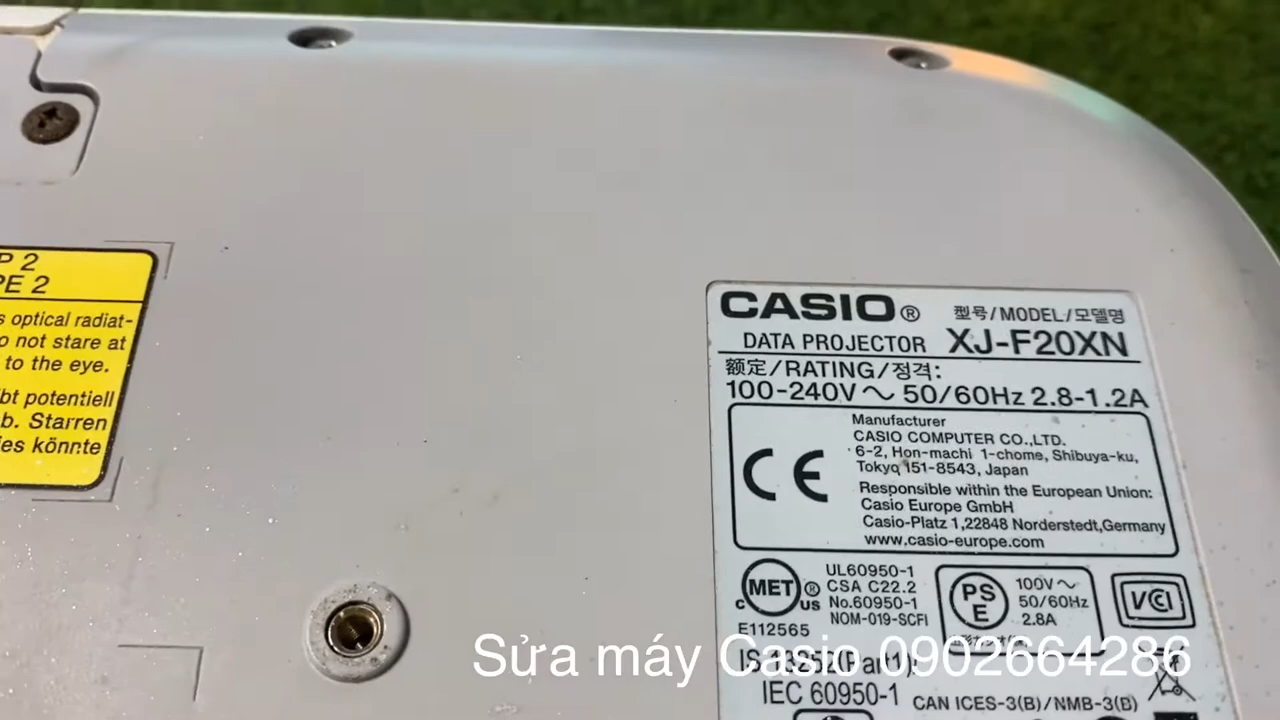 P 2
PE 2
s optical radiat-
o not stare at
to the eye.
bt potentiell
b. Starren
ies könnte
CASIO®
型号/MODEL/모델명
DATA PROJECTOR XJ-F20XN
额定/RATING/정격:
100-240V～ 50/60Hz 2.8-1.2A
CE
Manufacturer
CASIO COMPUTER CO.,LTD.
6-2, Hon-machi 1-chome, Shibuya-ku,
Tokyo 151-8543, Japan
Responsible within the European Union:
Casio Europe GmbH
Casio-Platz 1,22848 Norderstedt,Germany
www.casio-europe.com
c MET ® US
E112565
UL60950-1
CSA C22.2
No.60950-1
NOM-019-SCFI
PS
E
100V～
50/60Hz
2.8A
VCI
Sửa máy Casio 0902664286
IEC 60950-1
CAN ICES-3(B)/NMB-3(B)